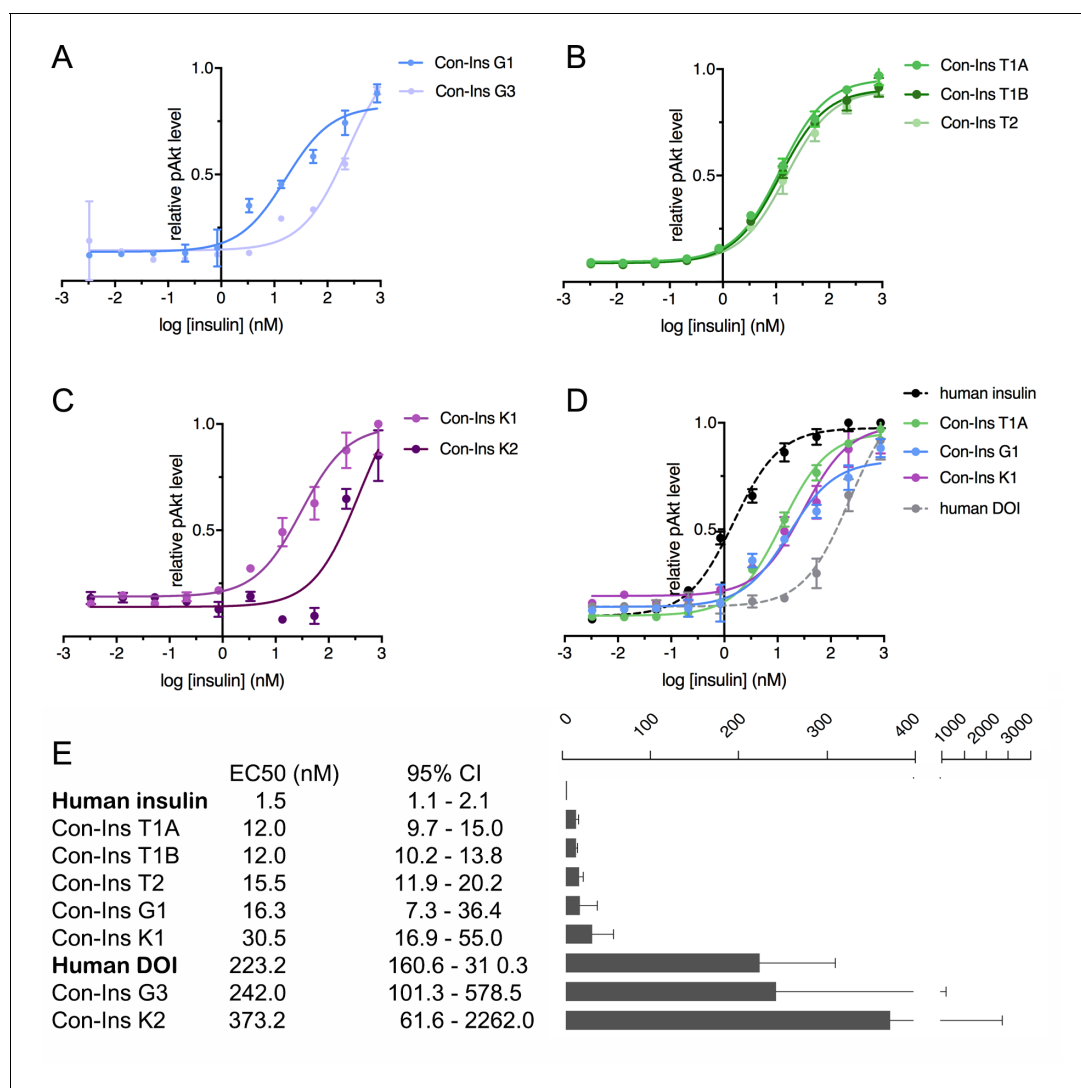 A
Con-Ins G1
Con-Ins G3
relative pAkt level
1.0
0.5
-3 -2 -1 0 1 2 3
log [insulin] (nM)
B
Con-Ins T1A
Con-Ins T1B
Con-Ins T2
relative pAkt level
1.0
0.5
-3 -2 -1 0 1 2 3
log [insulin] (nM)
C
Con-Ins K1
Con-Ins K2
relative pAkt level
1.0
0.5
-3 -2 -1 0 1 2 3
log [insulin] (nM)
D
human insulin
Con-Ins T1A
Con-Ins G1
Con-Ins K1
human DOI
relative pAkt level
1.0
0.5
-3 -2 -1 0 1 2 3
log [insulin] (nM)
E
0 100 200 300 400 1000 2000 3000
EC50 (nM) 95% CI
Human insulin 1.5 1.1 - 2.1
Con-Ins T1A 12.0 9.7 - 15.0
Con-Ins T1B 12.0 10.2 - 13.8
Con-Ins T2 15.5 11.9 - 20.2
Con-Ins G1 16.3 7.3 - 36.4
Con-Ins K1 30.5 16.9 - 55.0
Human DOI 223.2 160.6 - 31 0.3
Con-Ins G3 242.0 101.3 - 578.5
Con-Ins K2 373.2 61.6 - 2262.0